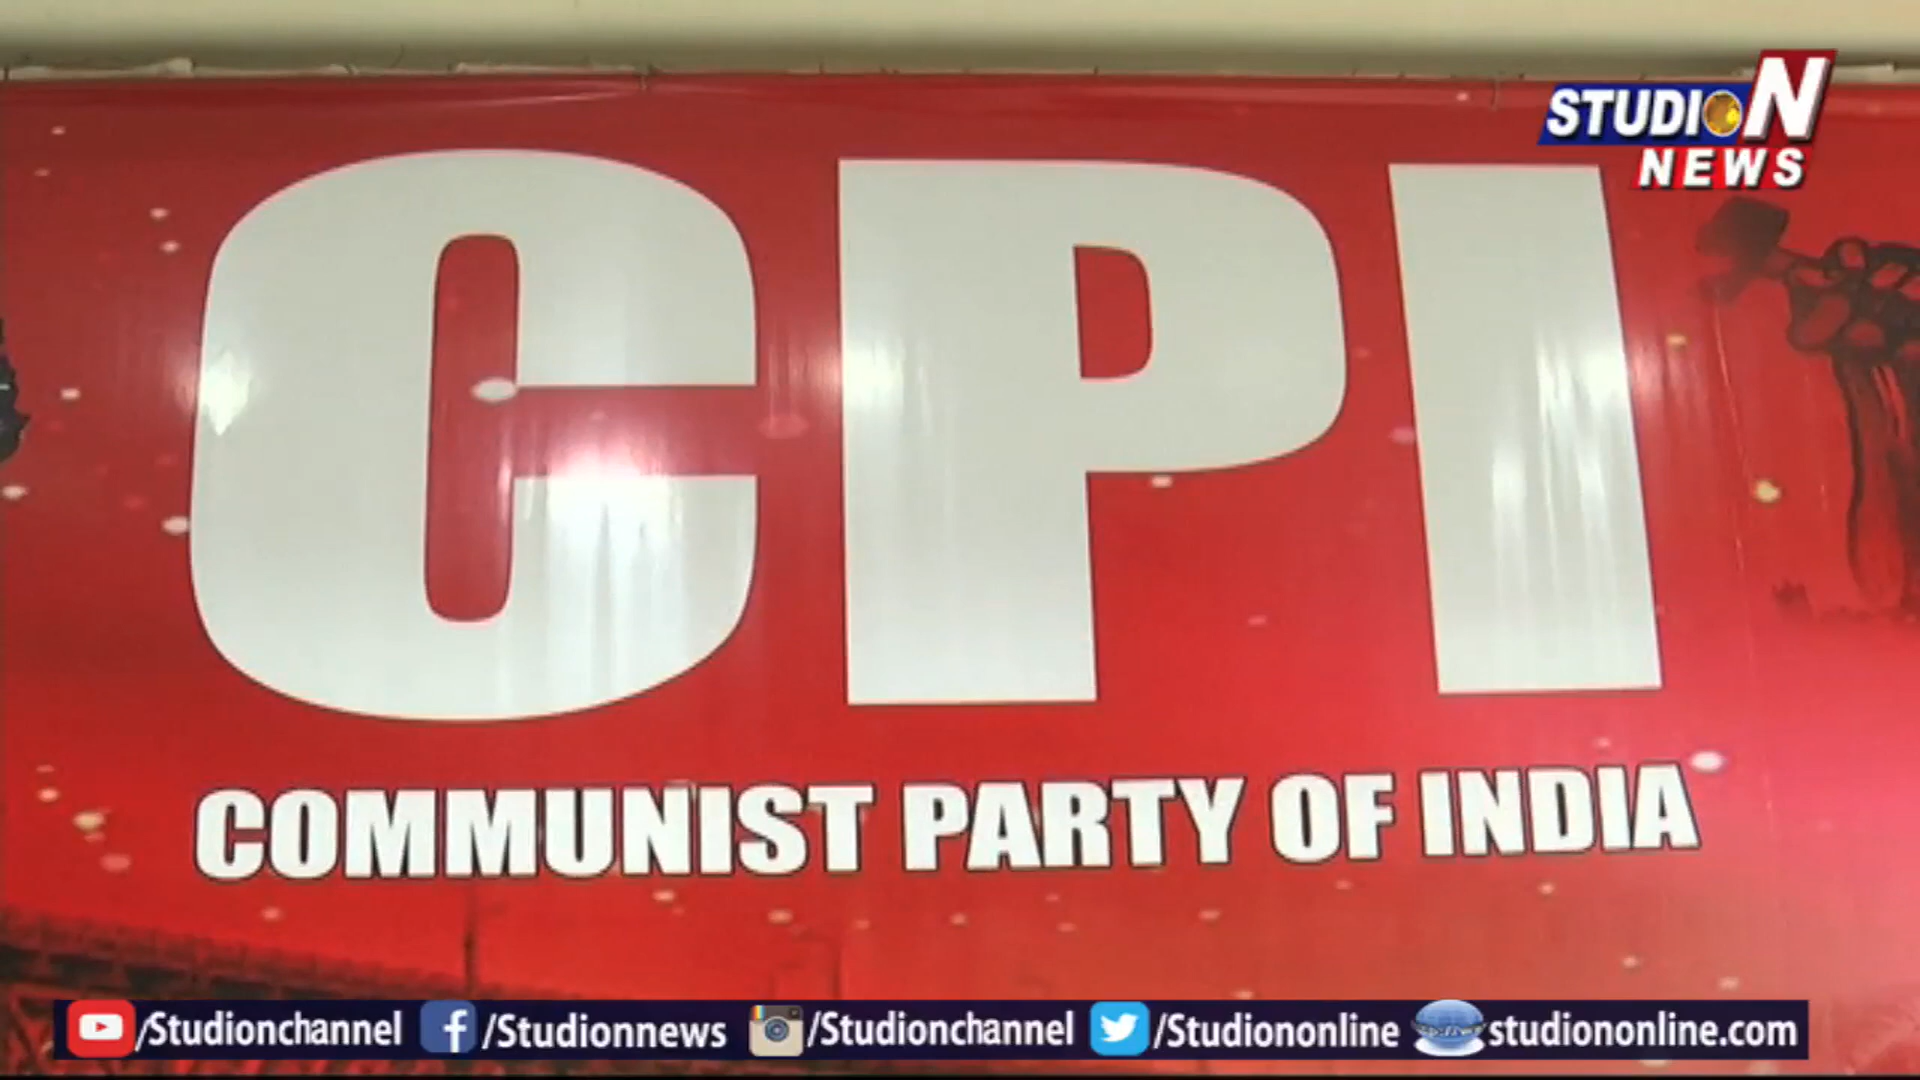 STUDIO N
NEWS
CPI
COMMUNIST PARTY OF INDIA
/Studionchannel /Studionnews /Studionchannel /Studiononline studiononline.com